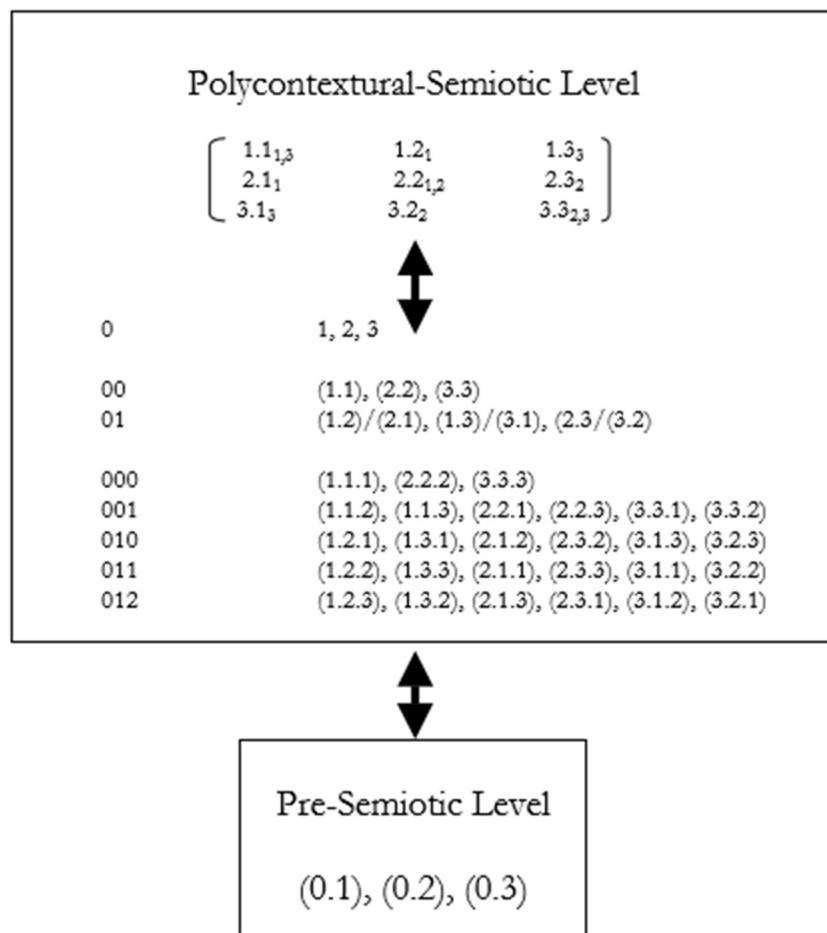 Polycontextural-Semiotic Level
1.1₁,₃ 1.2₁ 1.3₃
2.1₁ 2.2₁,₂ 2.3₂
3.1₃ 3.2₂ 3.3₂,₃
0 1, 2, 3
00 (1.1), (2.2), (3.3)
01 (1.2)/(2.1), (1.3)/(3.1), (2.3/(3.2)
000 (1.1.1), (2.2.2), (3.3.3)
001 (1.1.2), (1.1.3), (2.2.1), (2.2.3), (3.3.1), (3.3.2)
010 (1.2.1), (1.3.1), (2.1.2), (2.3.2), (3.1.3), (3.2.3)
011 (1.2.2), (1.3.3), (2.1.1), (2.3.3), (3.1.1), (3.2.2)
012 (1.2.3), (1.3.2), (2.1.3), (2.3.1), (3.1.2), (3.2.1)
Pre-Semiotic Level
(0.1), (0.2), (0.3)